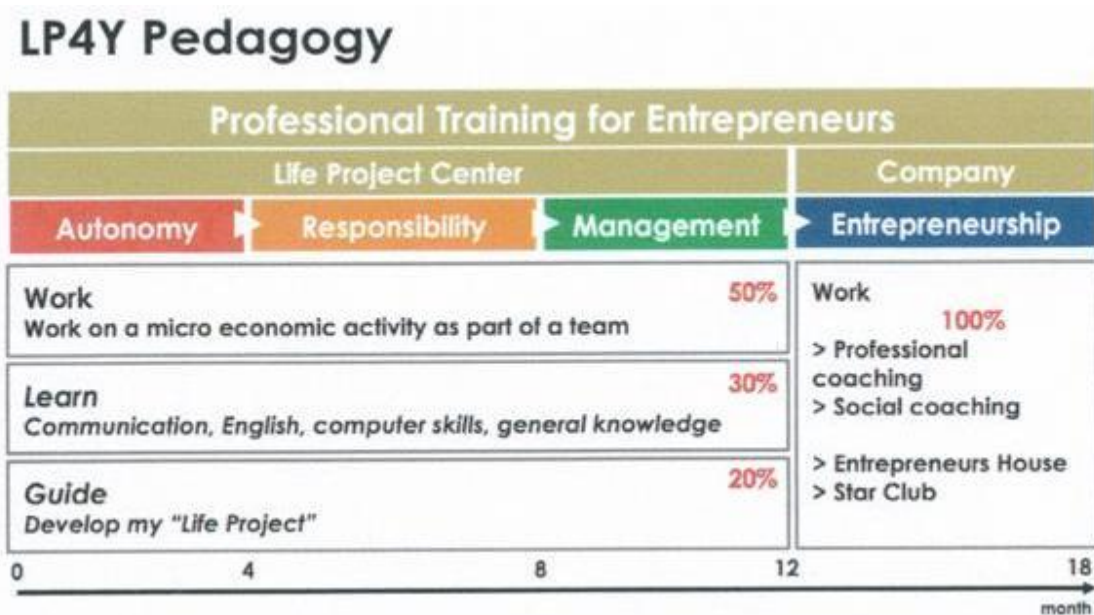 LP4Y Pedagogy
Professional Training for Entrepreneurs
Life Project Center
Company
Autonomy
Responsibility
Management
Entrepreneurship
Work
50%
Work on a micro economic activity as part of a team
Learn
30%
Communication, English, computer skills, general knowledge
Guide
20%
Develop my “Life Project”
Work
100%
> Professional
coaching
> Social coaching
> Entrepreneurs House
> Star Club
0 4 8 12 18
month